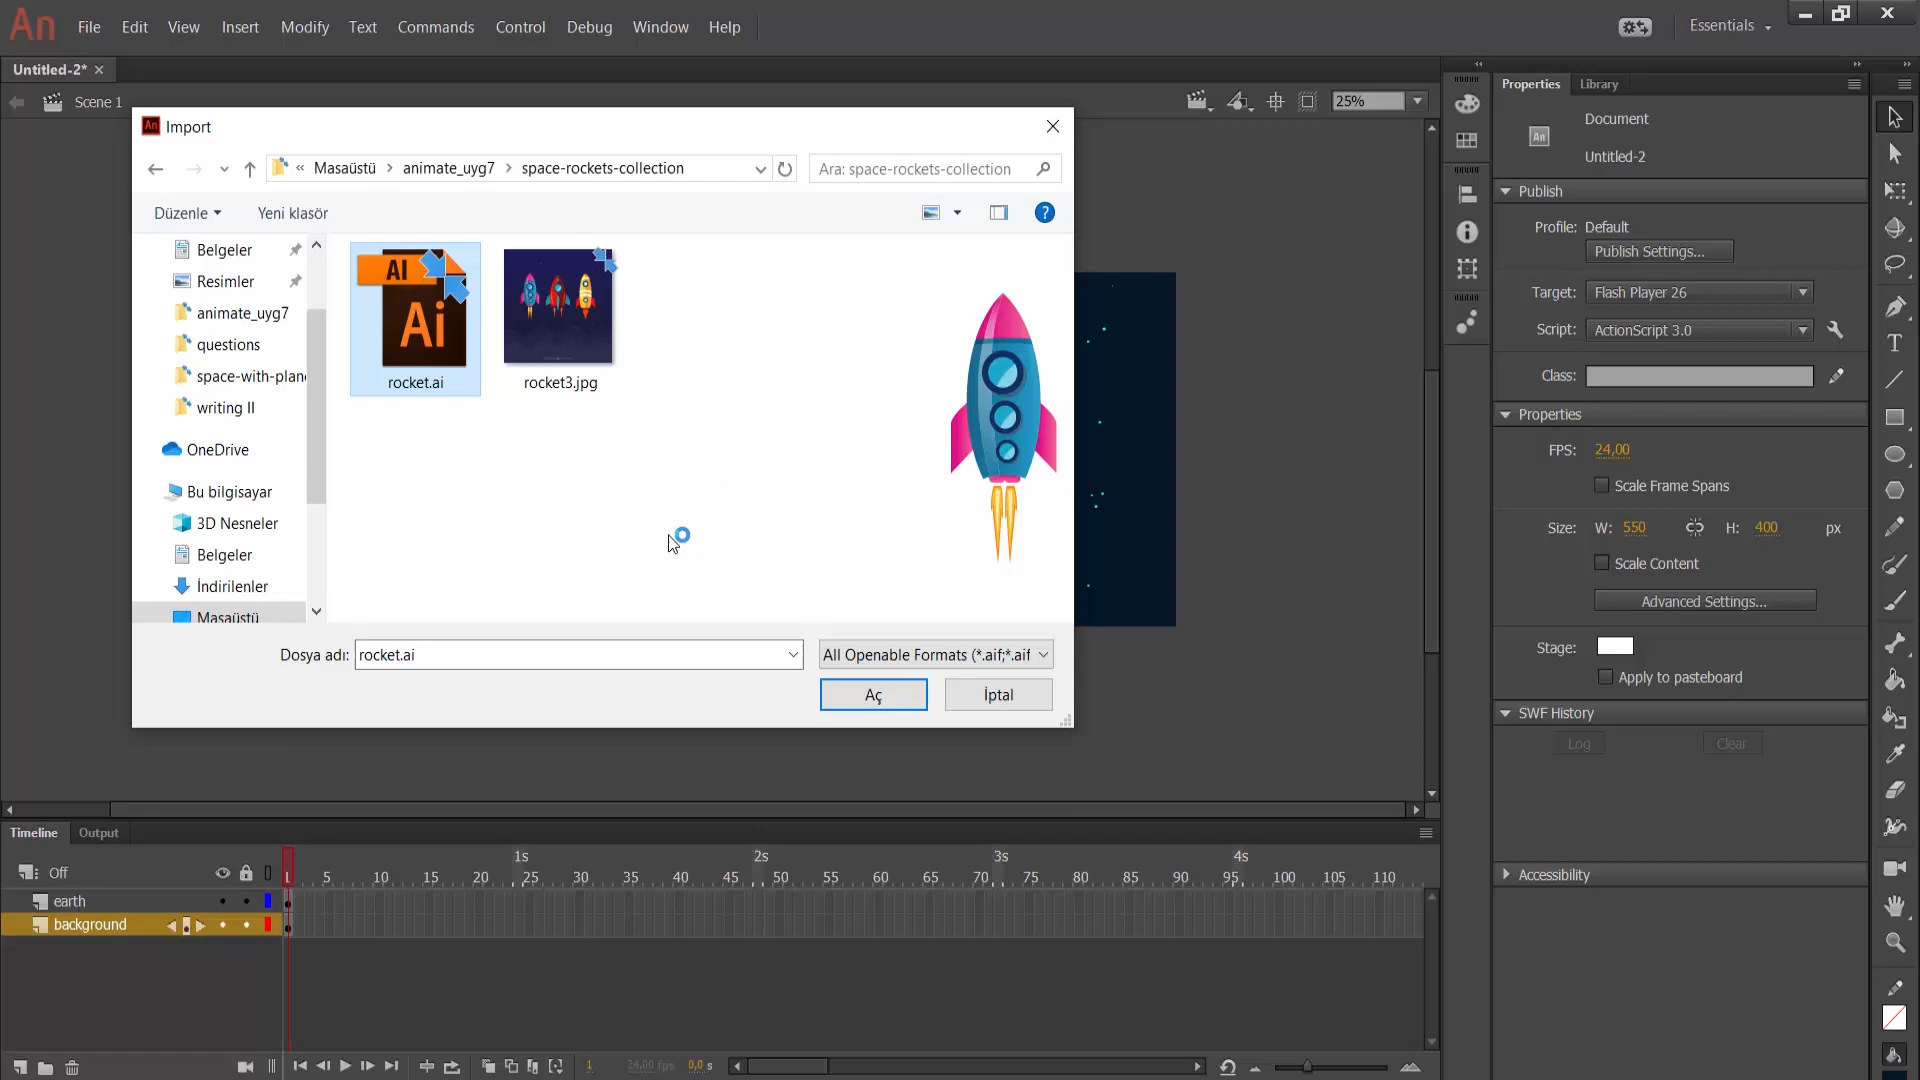 An File Edit View Insert Modify Text Commands Control Debug Window Help Essentials
Untitled-2*
Scene 1
25%
An Import
« Masaüstü › animate_uyg7 › space-rockets-collection
Ara: space-rockets-collection
Düzenle Yeni klasör
Belgeler
Resimler
animate_uyg7
questions
space-with-plane
writing II
OneDrive
Bu bilgisayar
3D Nesneler
Belgeler
İndirilenler
Masaüstü
AI
Ai
rocket.ai
rocket3.jpg
Dosya adı: rocket.ai
All Openable Formats (*.aif;*.aif
Aç İptal
Properties Library
An
Document
Untitled-2
Publish
Profile: Default
Publish Settings...
Target: Flash Player 26
Script: ActionScript 3.0
Class:
Properties
FPS: 24,00
Scale Frame Spans
Size: W: 550 H: 400 px
Scale Content
Advanced Settings...
Stage:
Apply to pasteboard
SWF History
Log Clear
Accessibility
Timeline Output
1s 2s 3s 4s
Off
1 5 10 15 20 25 30 35 40 45 50 55 60 65 70 75 80 85 90 95 100 105 110
earth
background
1 24,00 fps 0,0 s